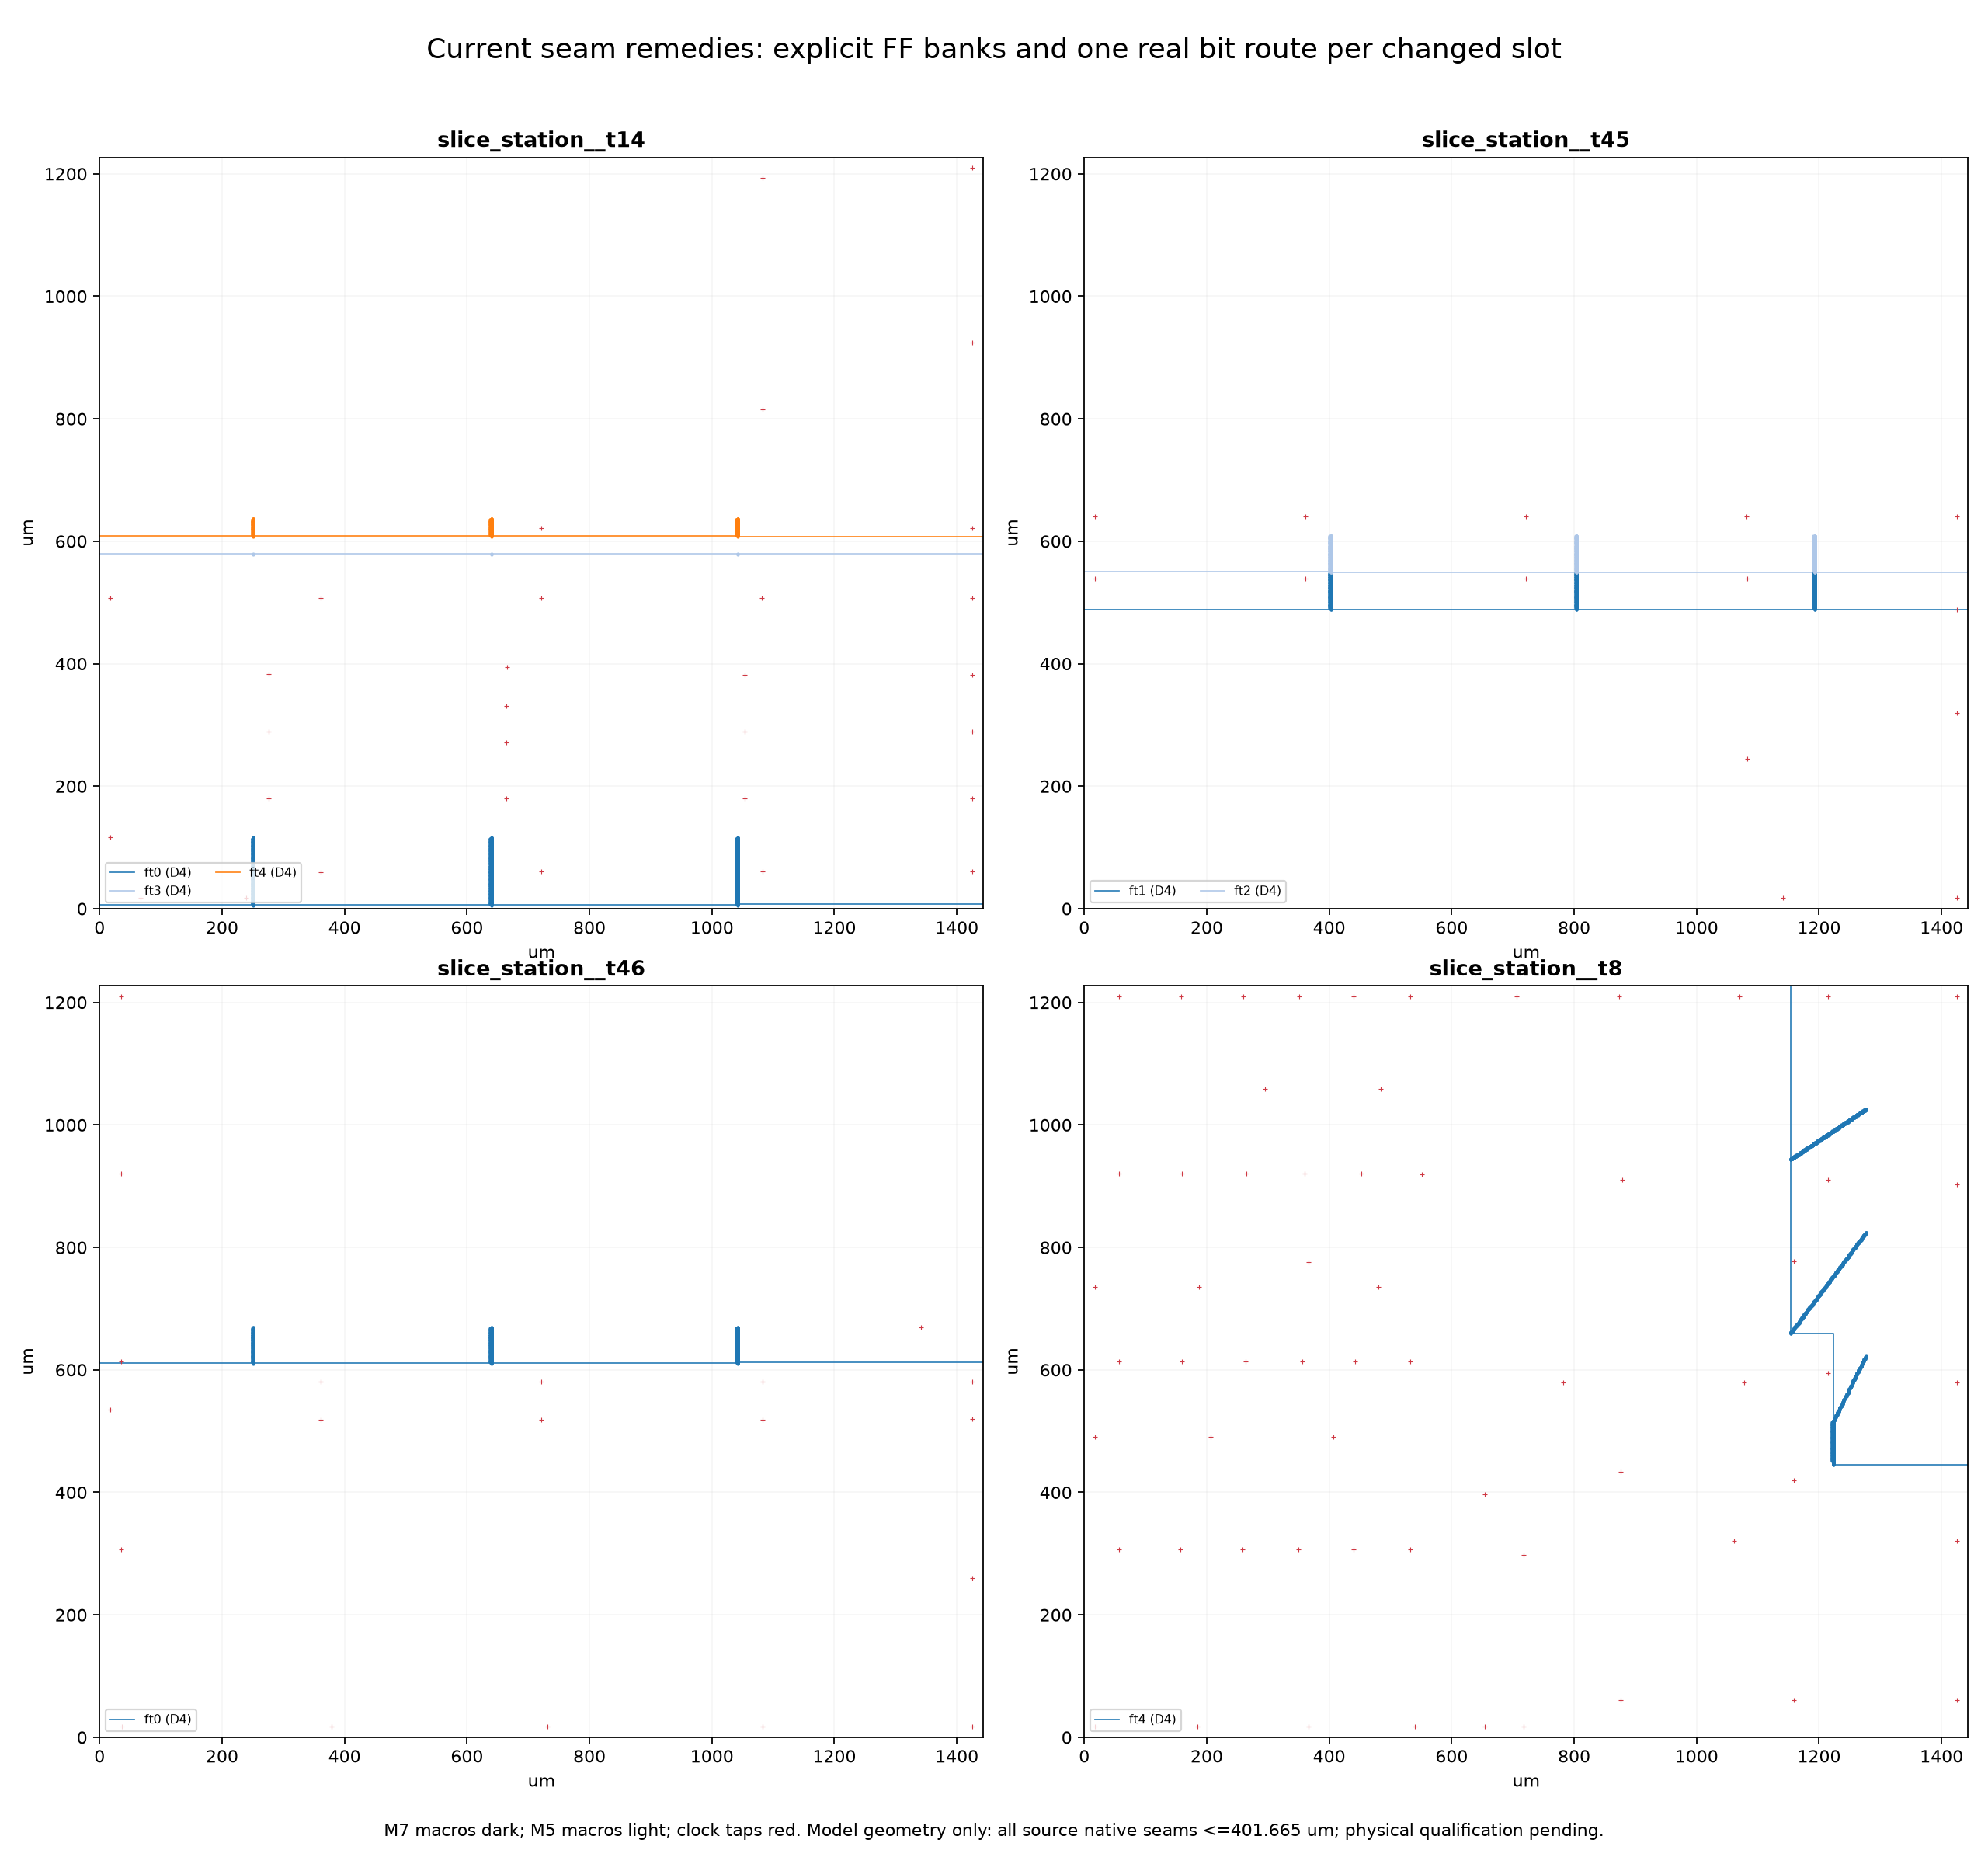 Current seam remedies: explicit FF banks and one real bit route per changed slot
slice_station__t14
1200
1000
800
600
400
200
0
um
ft0 (D4)
ft4 (D4)
ft3 (D4)
0 200 400 600 800 1000 1200 1400
um
slice_station__t45
1200
1000
800
600
400
200
0
um
ft1 (D4)
ft2 (D4)
0 200 400 600 800 1000 1200 1400
um
slice_station__t46
1200
1000
800
600
400
200
0
um
ft0 (D4)
0 200 400 600 800 1000 1200 1400
um
slice_station__t8
1200
1000
800
600
400
200
0
um
ft4 (D4)
0 200 400 600 800 1000 1200 1400
um
M7 macros dark; M5 macros light; clock taps red. Model geometry only: all source native seams <=401.665 um; physical qualification pending.